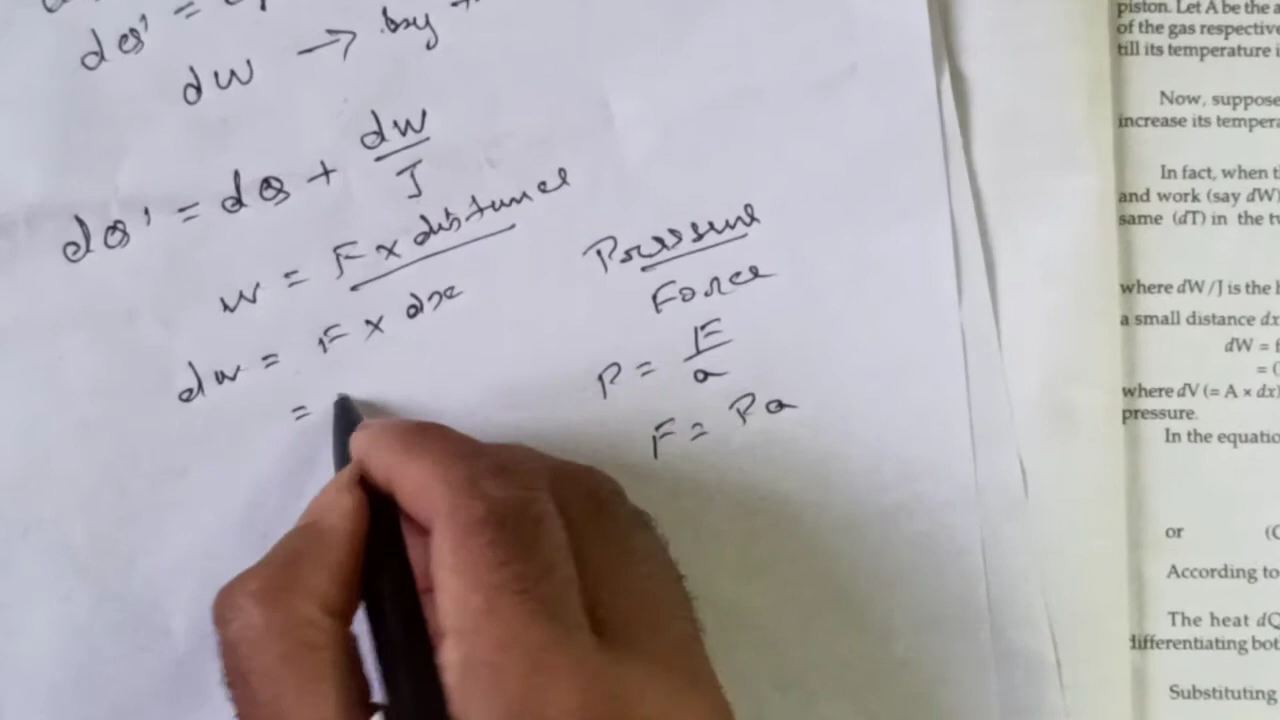 dQ' =
dW → by
dQ' = dQ + dW/J
W = F × distance
dW = F × dx
=
Pressure
Force
P = F/a
F = Pa
piston. Let A be the a
of the gas respective
till its temperature i
Now, suppose
increase its tempera
In fact, when t
and work (say dW)
same (dT) in the t
where dW/J is the h
a small distance dx
dW =
= (
where dV (= A × dx)
pressure.
In the equatio
or (C
According to
The heat dQ
differentiating bot
Substituting